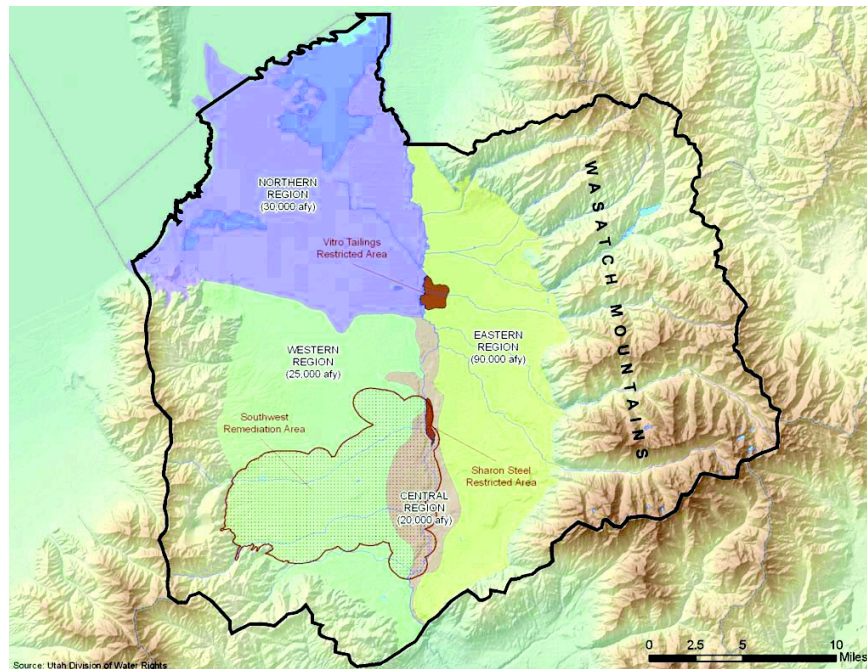 NORTHERN
REGION
(30,000 afy)
Vitro Tailings
Restricted Area
WASATCH MOUNTAINS
EASTERN
REGION
(90,000 afy)
WESTERN
REGION
(25,000 afy)
Southwest
Remediation Area
Sharon Steel
Restricted Area
CENTRAL
REGION
(20,000 afy)
0 2.5 5 10
Miles
Source: Utah Division of Water Rights